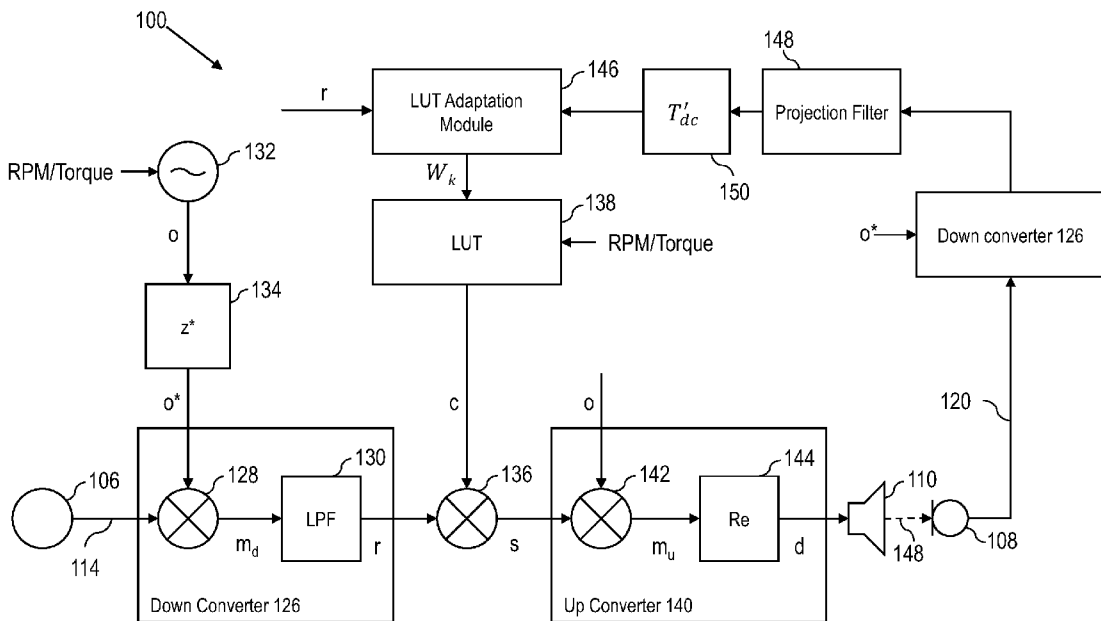 100
r
LUT Adaptation
Module
146
T'dc
150
148
Projection Filter
132
RPM/Torque
Wk
138
LUT
RPM/Torque
o*
Down converter 126
o
134
z*
o*
c
o
120
106
114
128
md
130
LPF
r
136
s
142
mu
144
Re
d
110
148
108
Down Converter 126
Up Converter 140